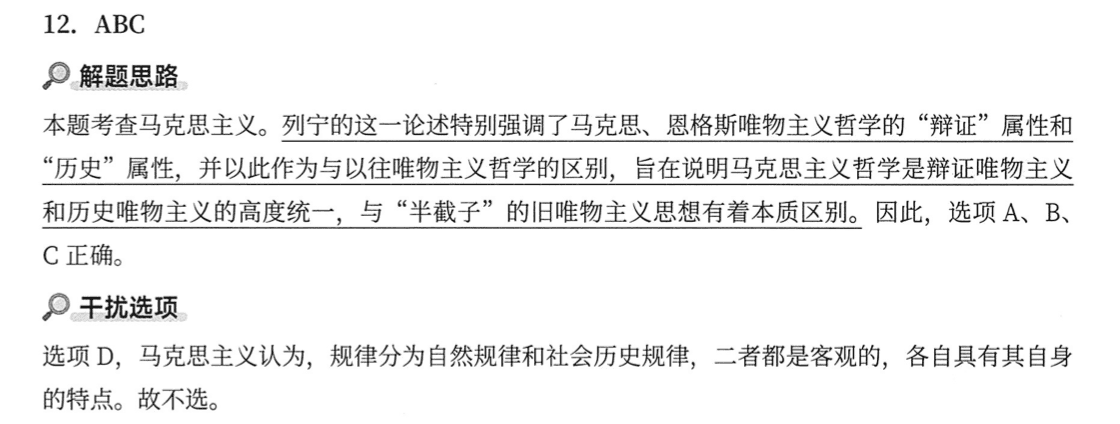 12. ABC
解题思路
本题考查马克思主义。列宁的这一论述特别强调了马克思、恩格斯唯物主义哲学的“辩证”属性和
“历史”属性，并以此作为与以往唯物主义哲学的区别，旨在说明马克思主义哲学是辩证唯物主义
和历史唯物主义的高度统一，与“半截子”的旧唯物主义思想有着本质区别。因此，选项 A、B、
C 正确。
干扰选项
选项 D，马克思主义认为，规律分为自然规律和社会历史规律，二者都是客观的，各自具有其自身
的特点。故不选。